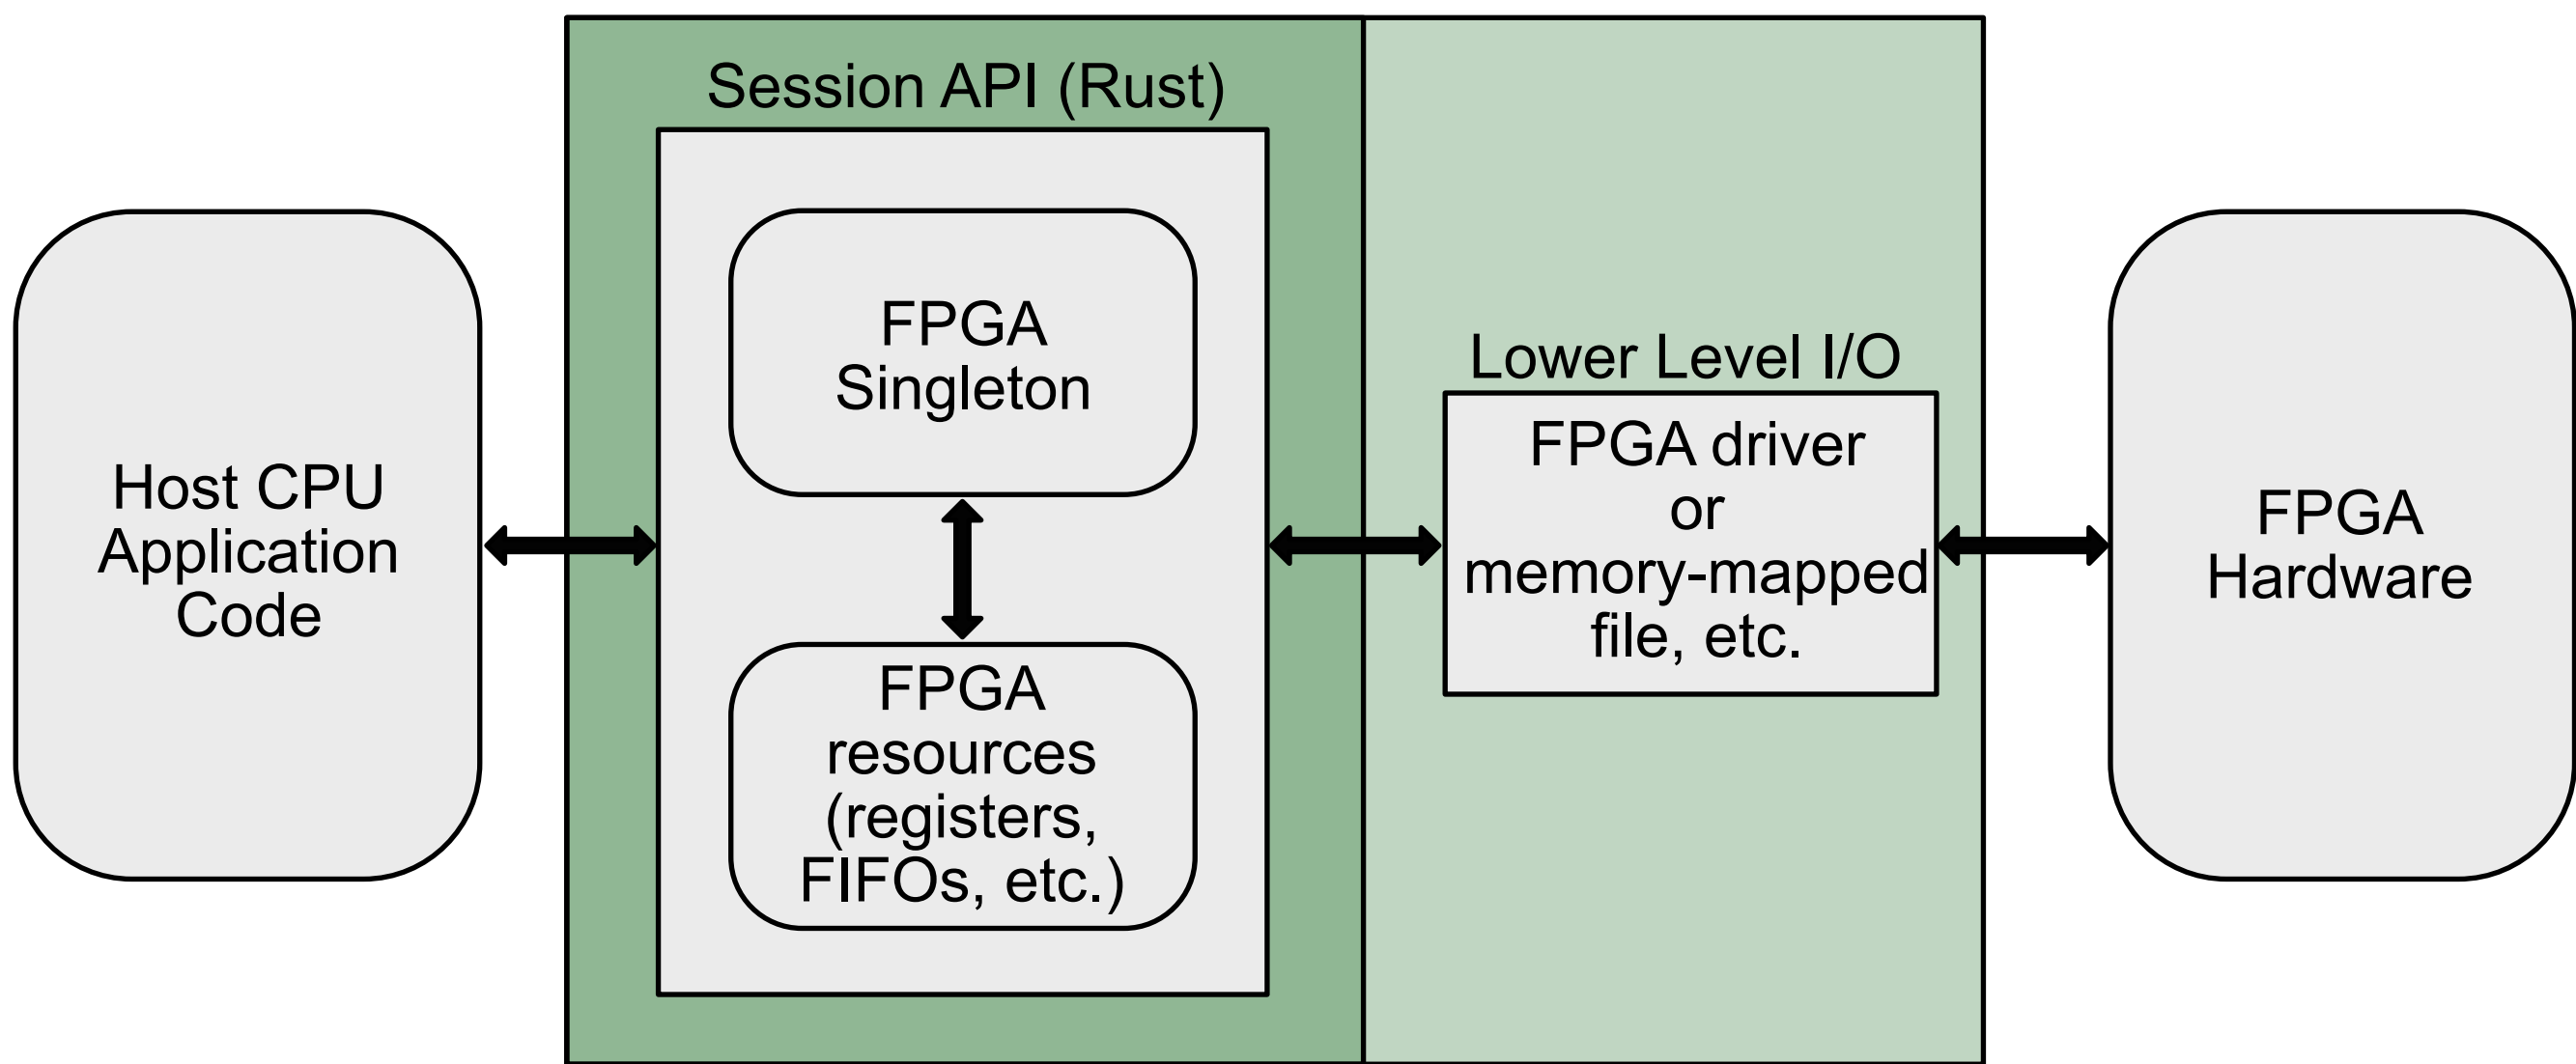 Session API (Rust)
Host CPU
Application
Code
FPGA
Singleton
FPGA
resources
(registers,
FIFOs, etc.)
Lower Level I/O
FPGA driver
or
memory-mapped
file, etc.
FPGA
Hardware